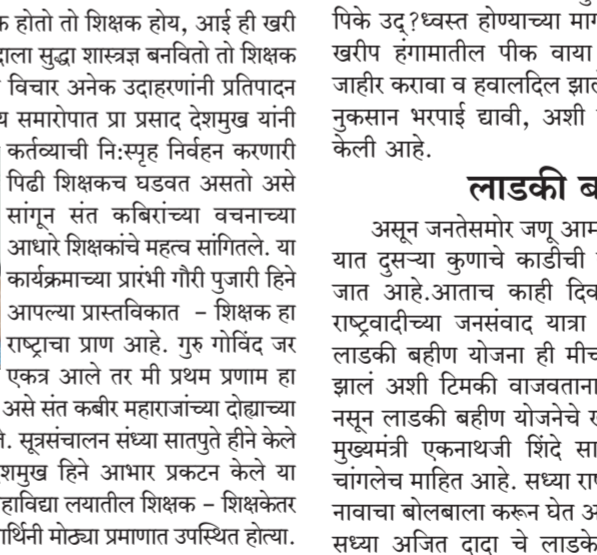 होतो तो शिक्षक होय, आई ही खरी
सुद्धा शास्त्रज्ञ बनवितो तो शिक्षक
विचार अनेक उदाहरणांनी प्रतिपादन
समारोपात प्रा प्रसाद देशमुख यांनी
कर्तव्याची नि:स्पृह निर्वहन करणारी
पिढी शिक्षकच घडवत असतो असे
सांगून संत कबिरांच्या वचनाच्या
आधारे शिक्षकांचे महत्व सांगितले. या
कार्यक्रमाच्या प्रारंभी गौरी पुजारी हिने
आपल्या प्रास्तविकात – शिक्षक हा
राष्ट्राचा प्राण आहे. गुरु गोविंद जर
एकत्र आले तर मी प्रथम प्रणाम हा
असे संत कबीर महाराजांच्या दोह्याच्या
सूत्रसंचालन संध्या सातपुते हीने केले
हिने आभार प्रकटन केले या
लयातील शिक्षक – शिक्षकेतर
मोठ्या प्रमाणात उपस्थित होत्या.
पिके उद्?ध्वस्त होण्याच्या
खरीप हंगामातील पीक वाया
जाहीर करावा व हवालदिल
नुकसान भरपाई द्यावी, अशी
केली आहे.
लाडकी
असून जनतेसमोर जणू
यात दुसऱ्या कुणाचे काडीची
जात आहे.आताच काही
राष्ट्रवादीच्या जनसंवाद यात्रा
लाडकी बहीण योजना ही
झालं अशी टिमकी वाजवताना
नसून लाडकी बहीण योजनेचे
मुख्यमंत्री एकनाथजी शिंदे
चांगलेच माहित आहे. सध्या
नावाचा बोलबाला करून घेत
सध्या अजित दादा चे लाडके